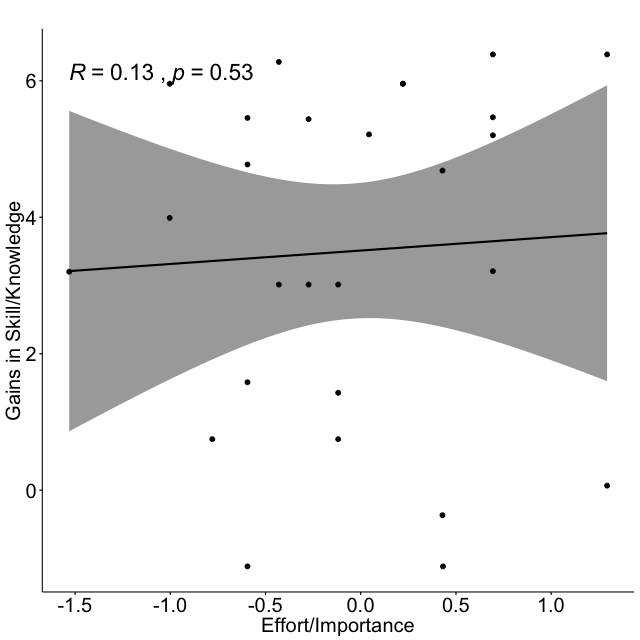 R = 0.13 , p = 0.53
6
4
2
0
Gains in Skill/Knowledge
-1.5 -1.0 -0.5 0.0 0.5 1.0
Effort/Importance